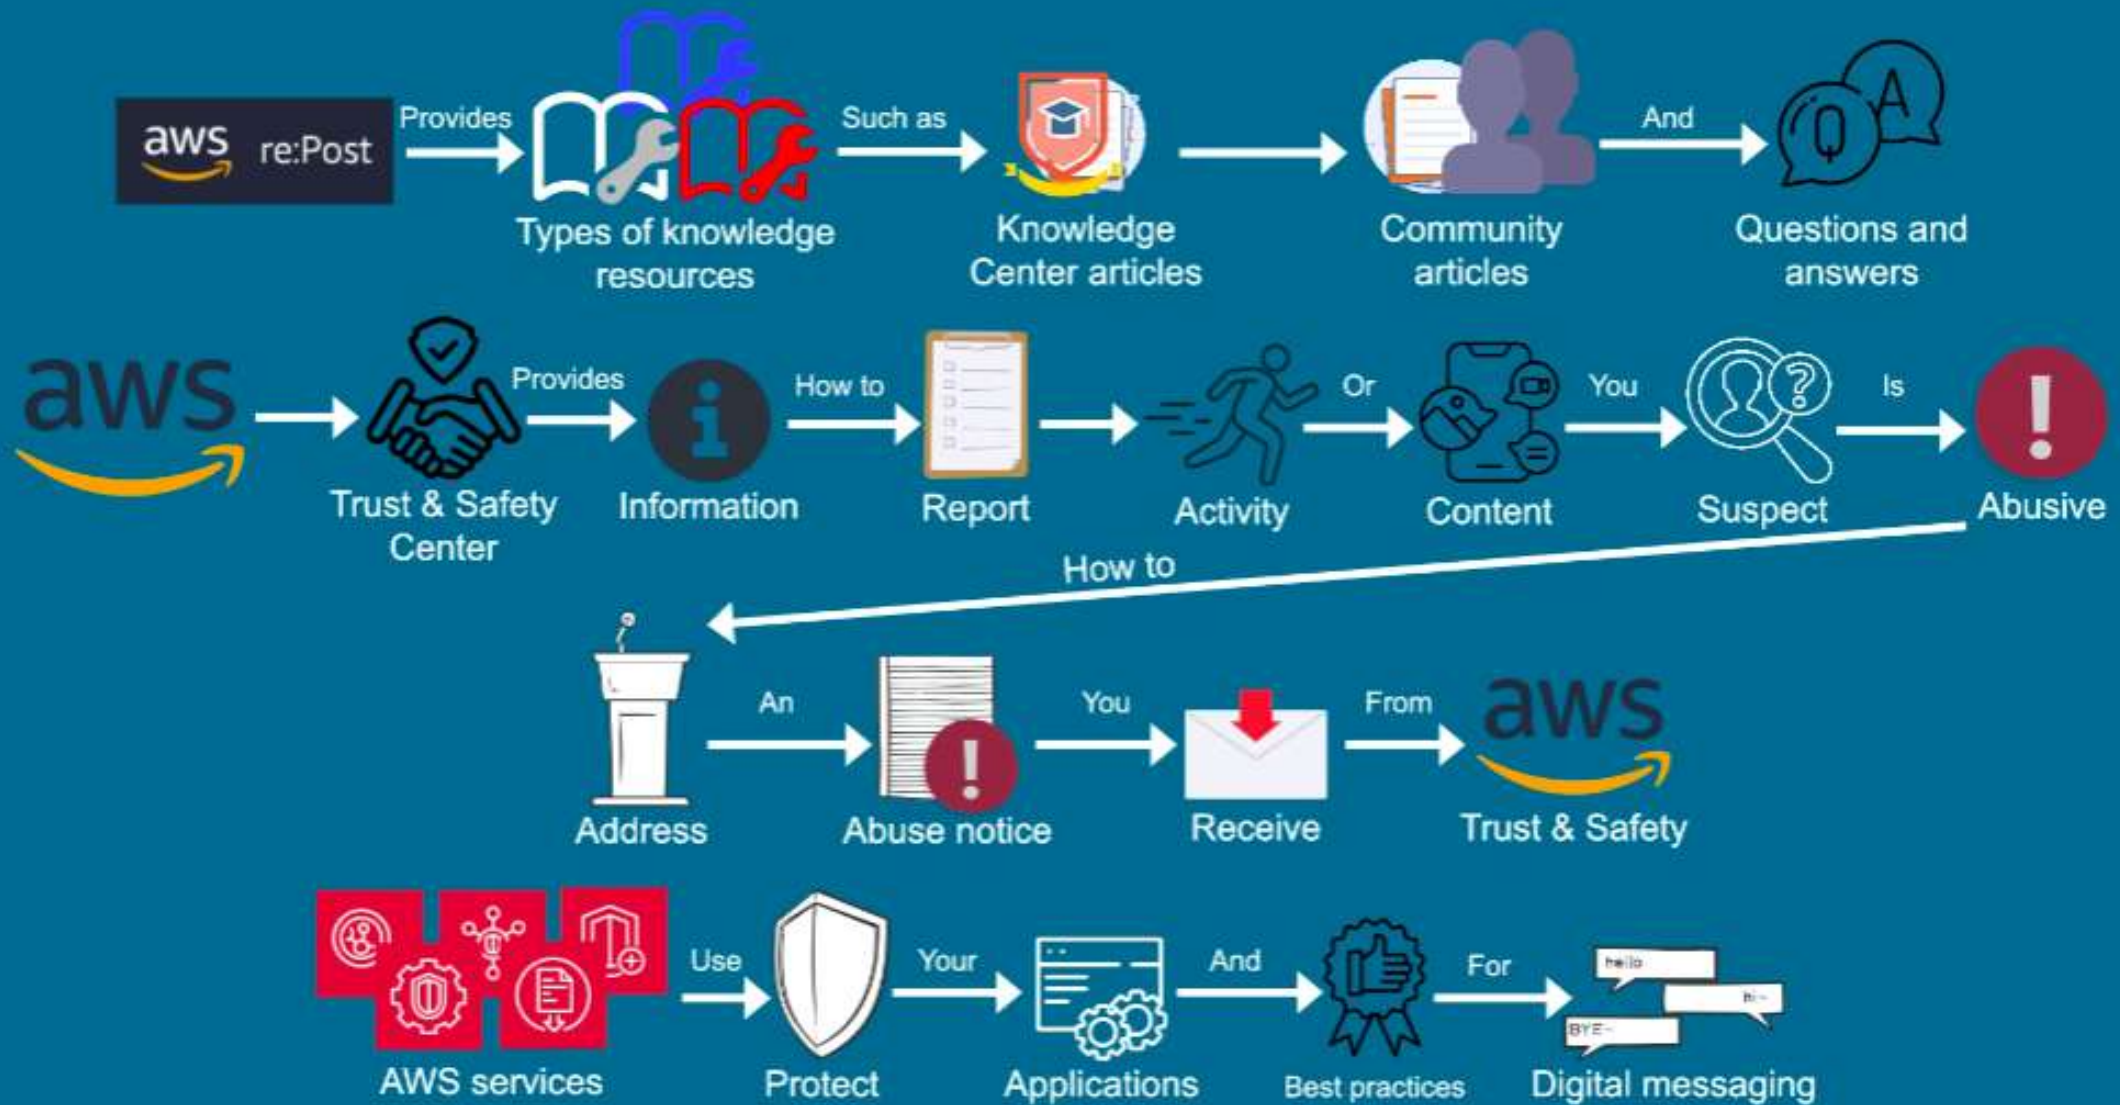 aws re:Post
Provides
Types of knowledge
resources
Such as
Knowledge
Center articles
Community
articles
And
Q A
Questions and
answers
aws
Trust & Safety
Center
Provides
Information
How to
Report
Activity
Or
Content
You
Suspect
Is
Abusive
How to
Address
An
Abuse notice
You
Receive
From
aws
Trust & Safety
AWS services
Use
Protect
Your
Applications
And
Best practices
For
hello
hi~
BYE~
Digital messaging